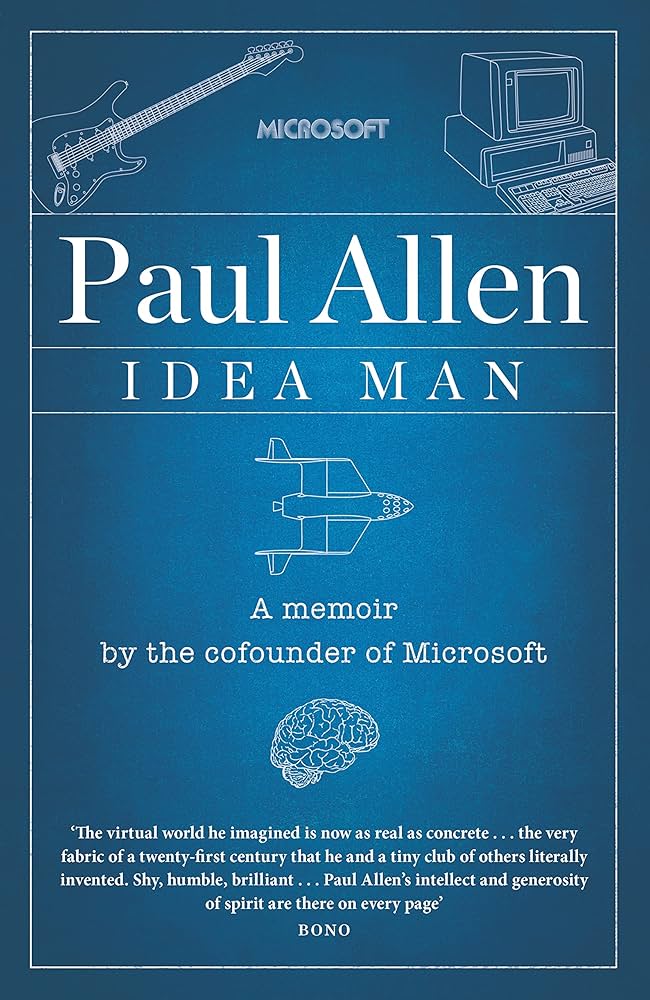 MICROSOFT
Paul Allen
IDEA MAN
A memoir
by the cofounder of Microsoft
‘The virtual world he imagined is now as real as concrete . . . the very
fabric of a twenty-first century that he and a tiny club of others literally
invented. Shy, humble, brilliant . . . Paul Allen’s intellect and generosity
of spirit are there on every page’
BONO